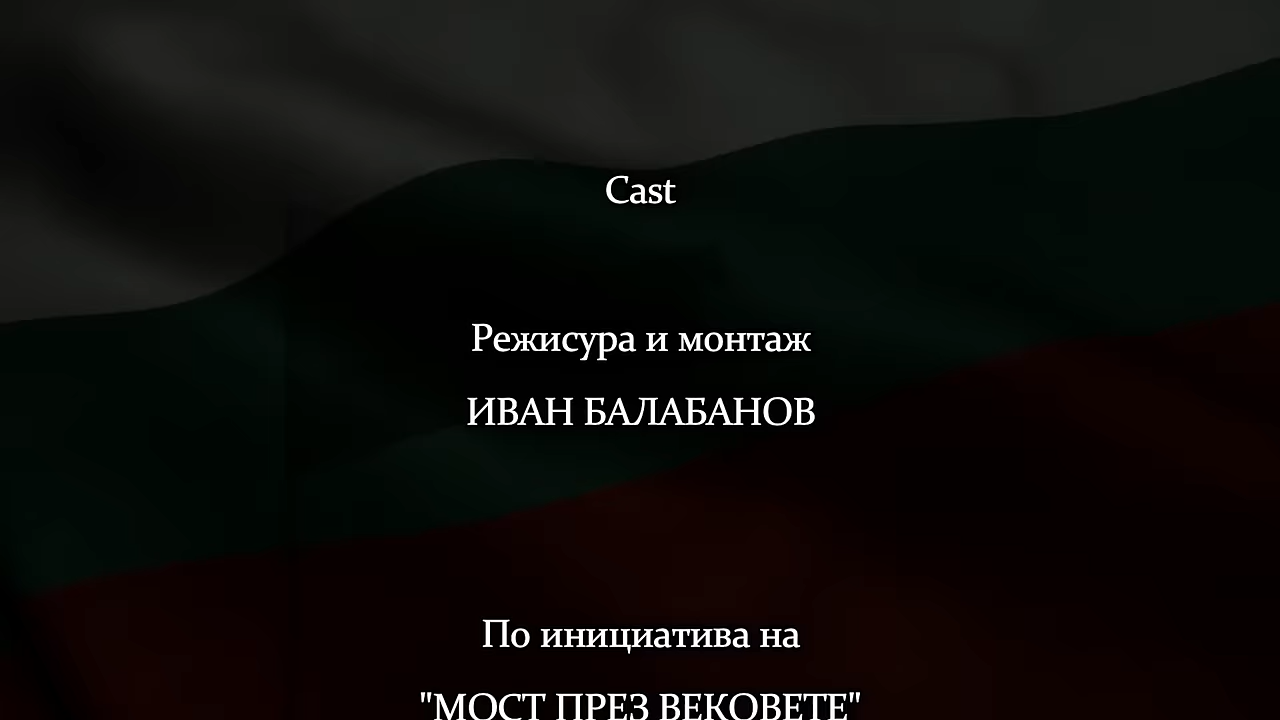 Cast
Режисура и монтаж
ИВАН БАЛАБАНОВ
По инициатива на
"МОСТ ПРЕЗ ВЕКОВЕТЕ"